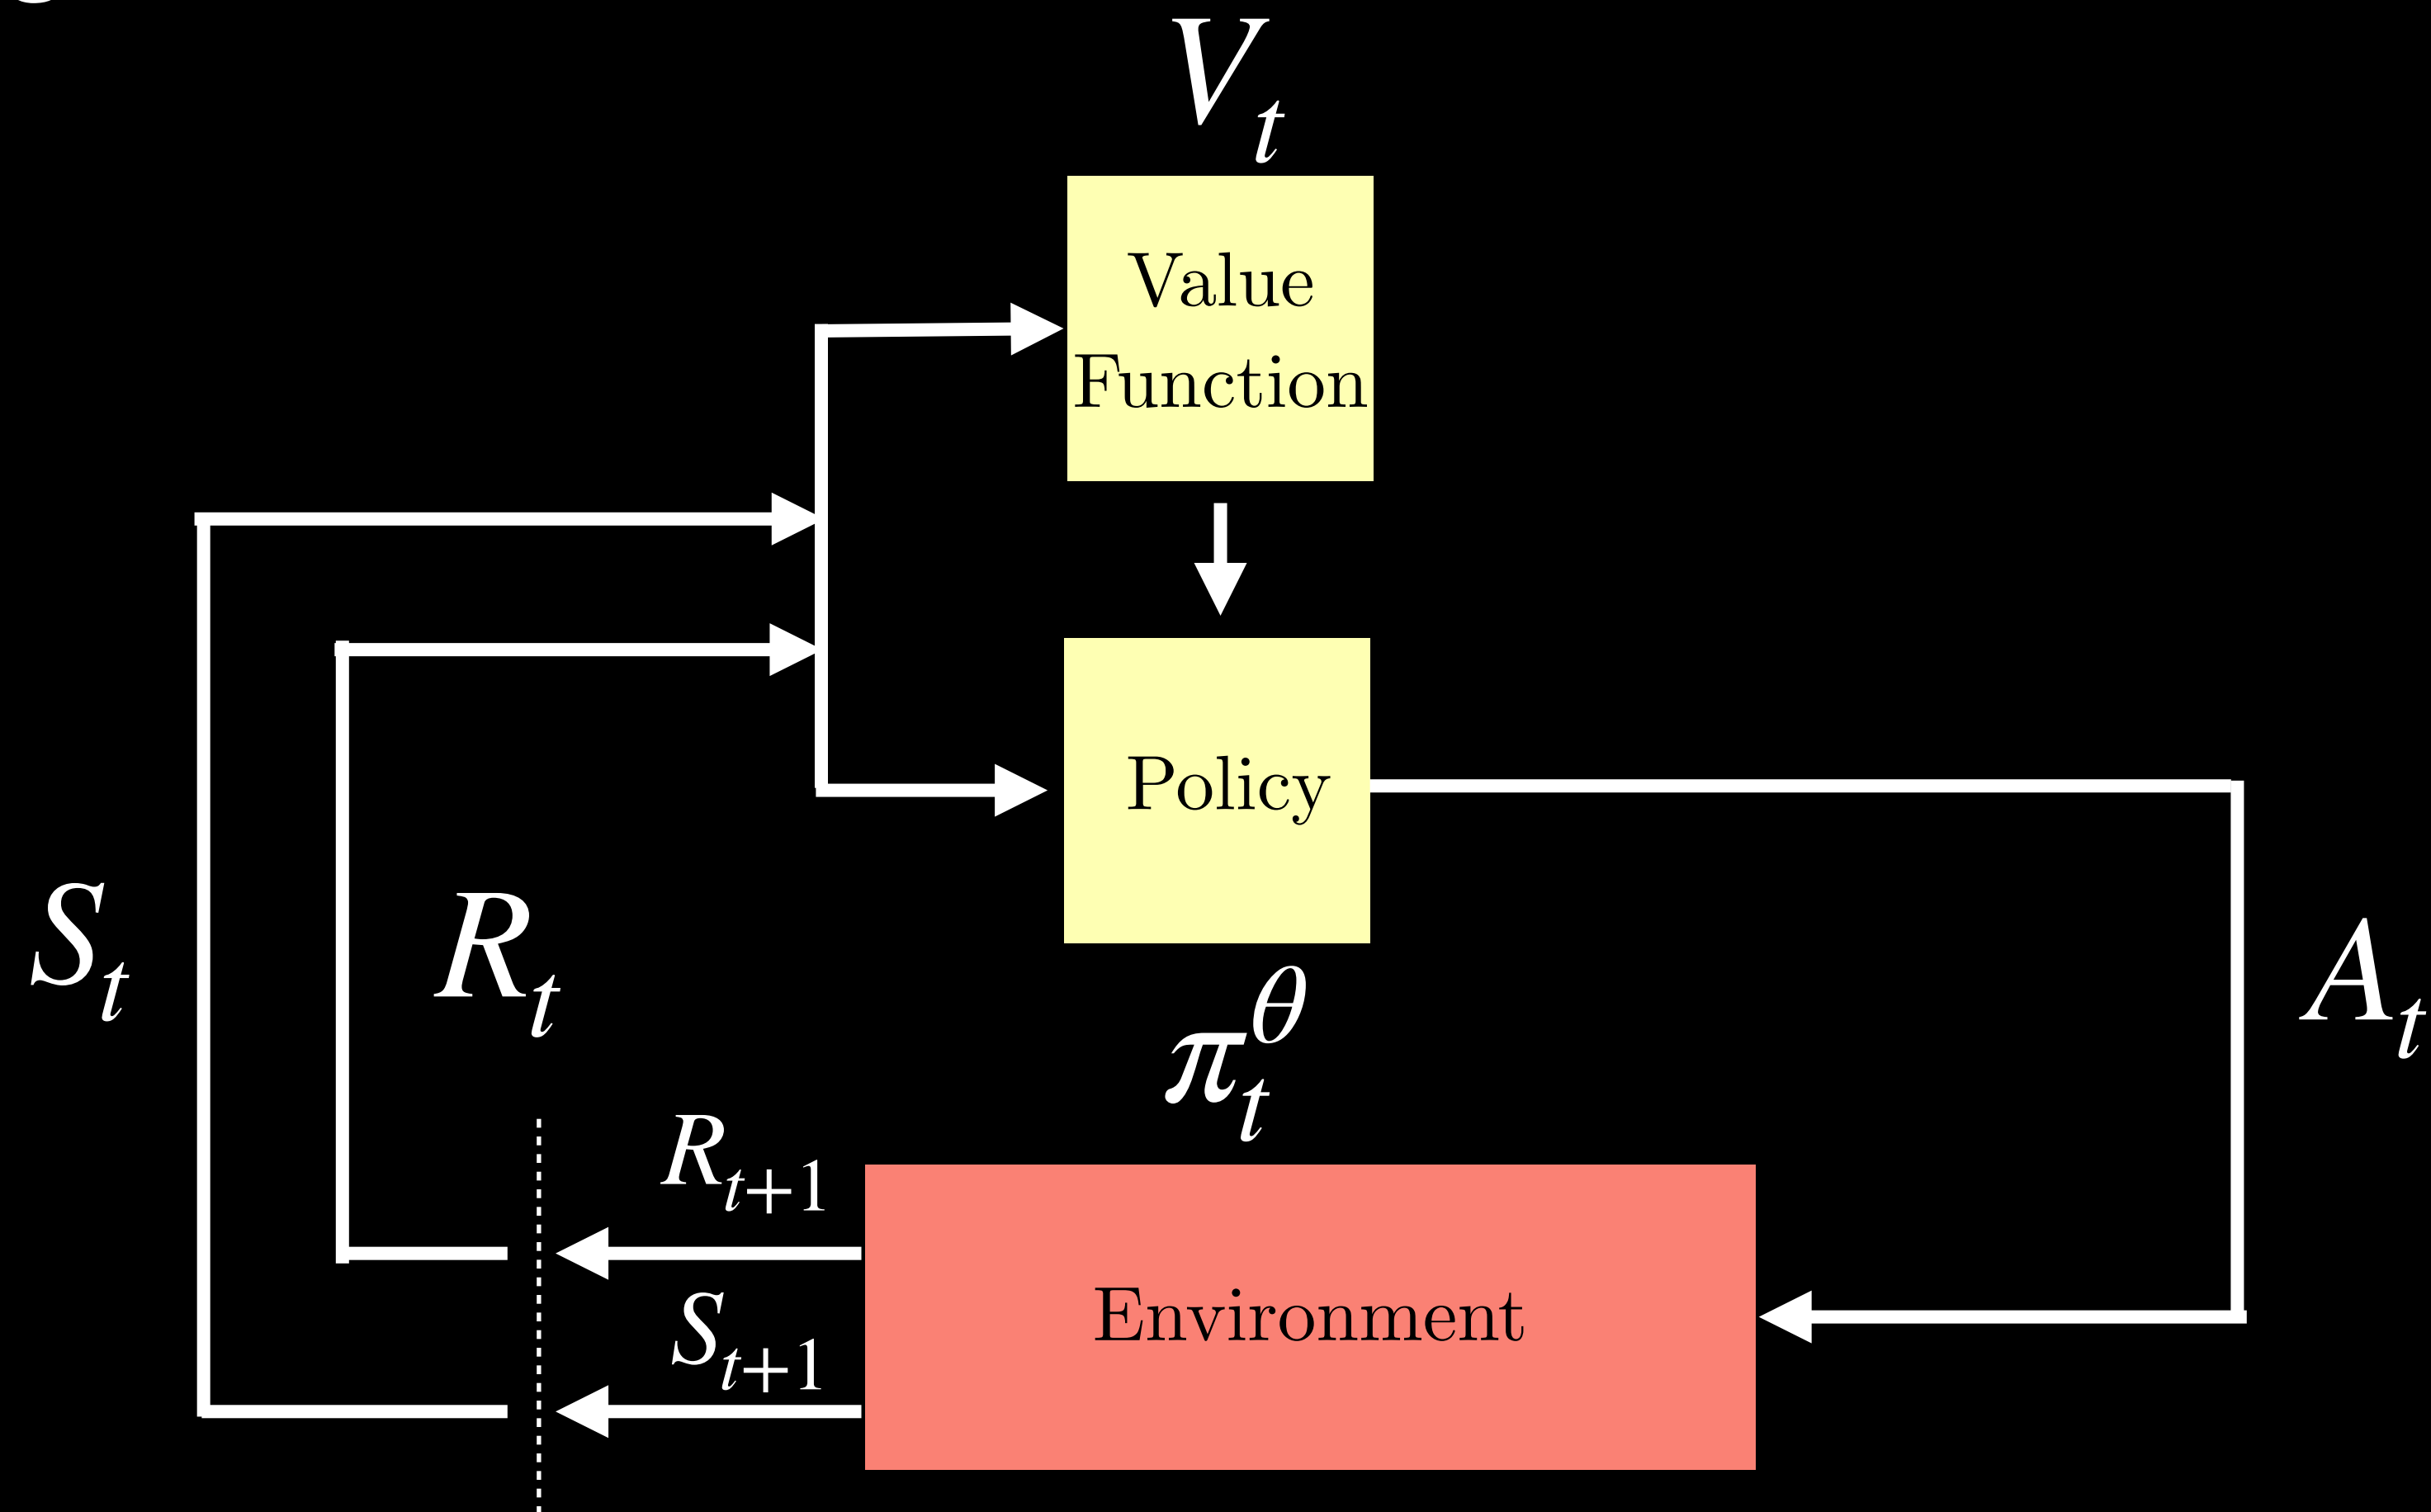 V_t
Value
Function
Policy
S_t
R_t
A_t
π_t^θ
R_{t+1}
S_{t+1}
Environment